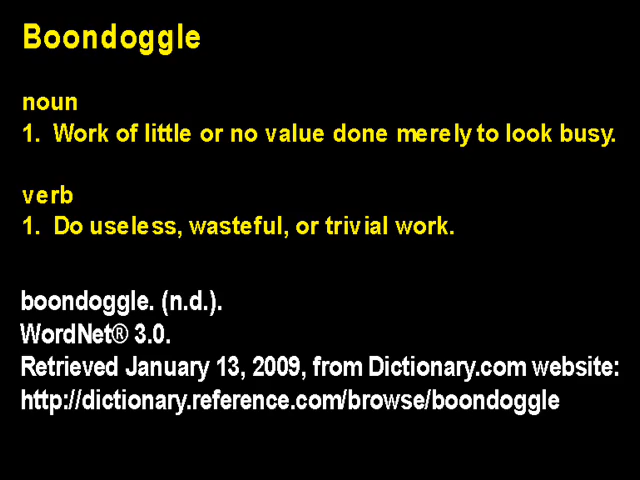 Boondoggle
noun
1. Work of little or no value done merely to look busy.
verb
1. Do useless, wasteful, or trivial work.
boondoggle. (n.d.).
WordNet® 3.0.
Retrieved January 13, 2009, from Dictionary.com website:
http://dictionary.reference.com/browse/boondoggle